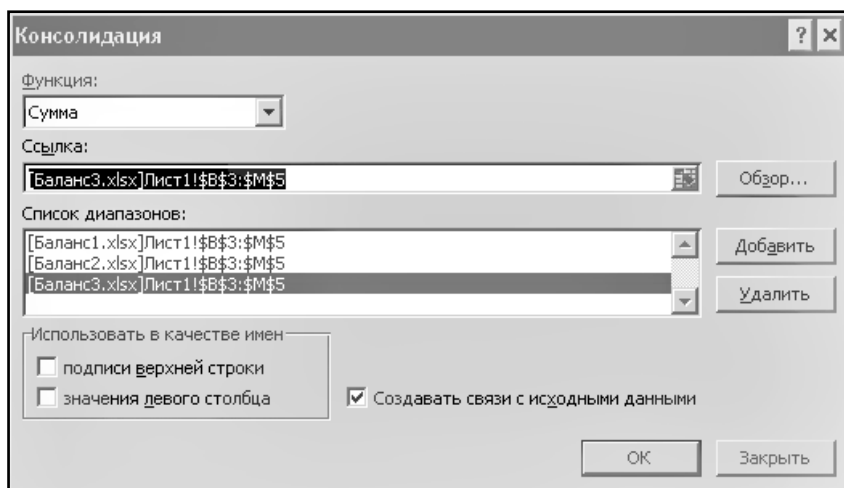 Консолидация
Функция:
Сумма
Ссылка:
[Баланс3.xlsx]Лист1!$B$3:$M$5
Обзор...
Список диапазонов:
[Баланс1.xlsx]Лист1!$B$3:$M$5
[Баланс2.xlsx]Лист1!$B$3:$M$5
[Баланс3.xlsx]Лист1!$B$3:$M$5
Добавить
Удалить
Использовать в качестве имен
подписи верхней строки
значения левого столбца
Создавать связи с исходными данными
ОК
Закрыть